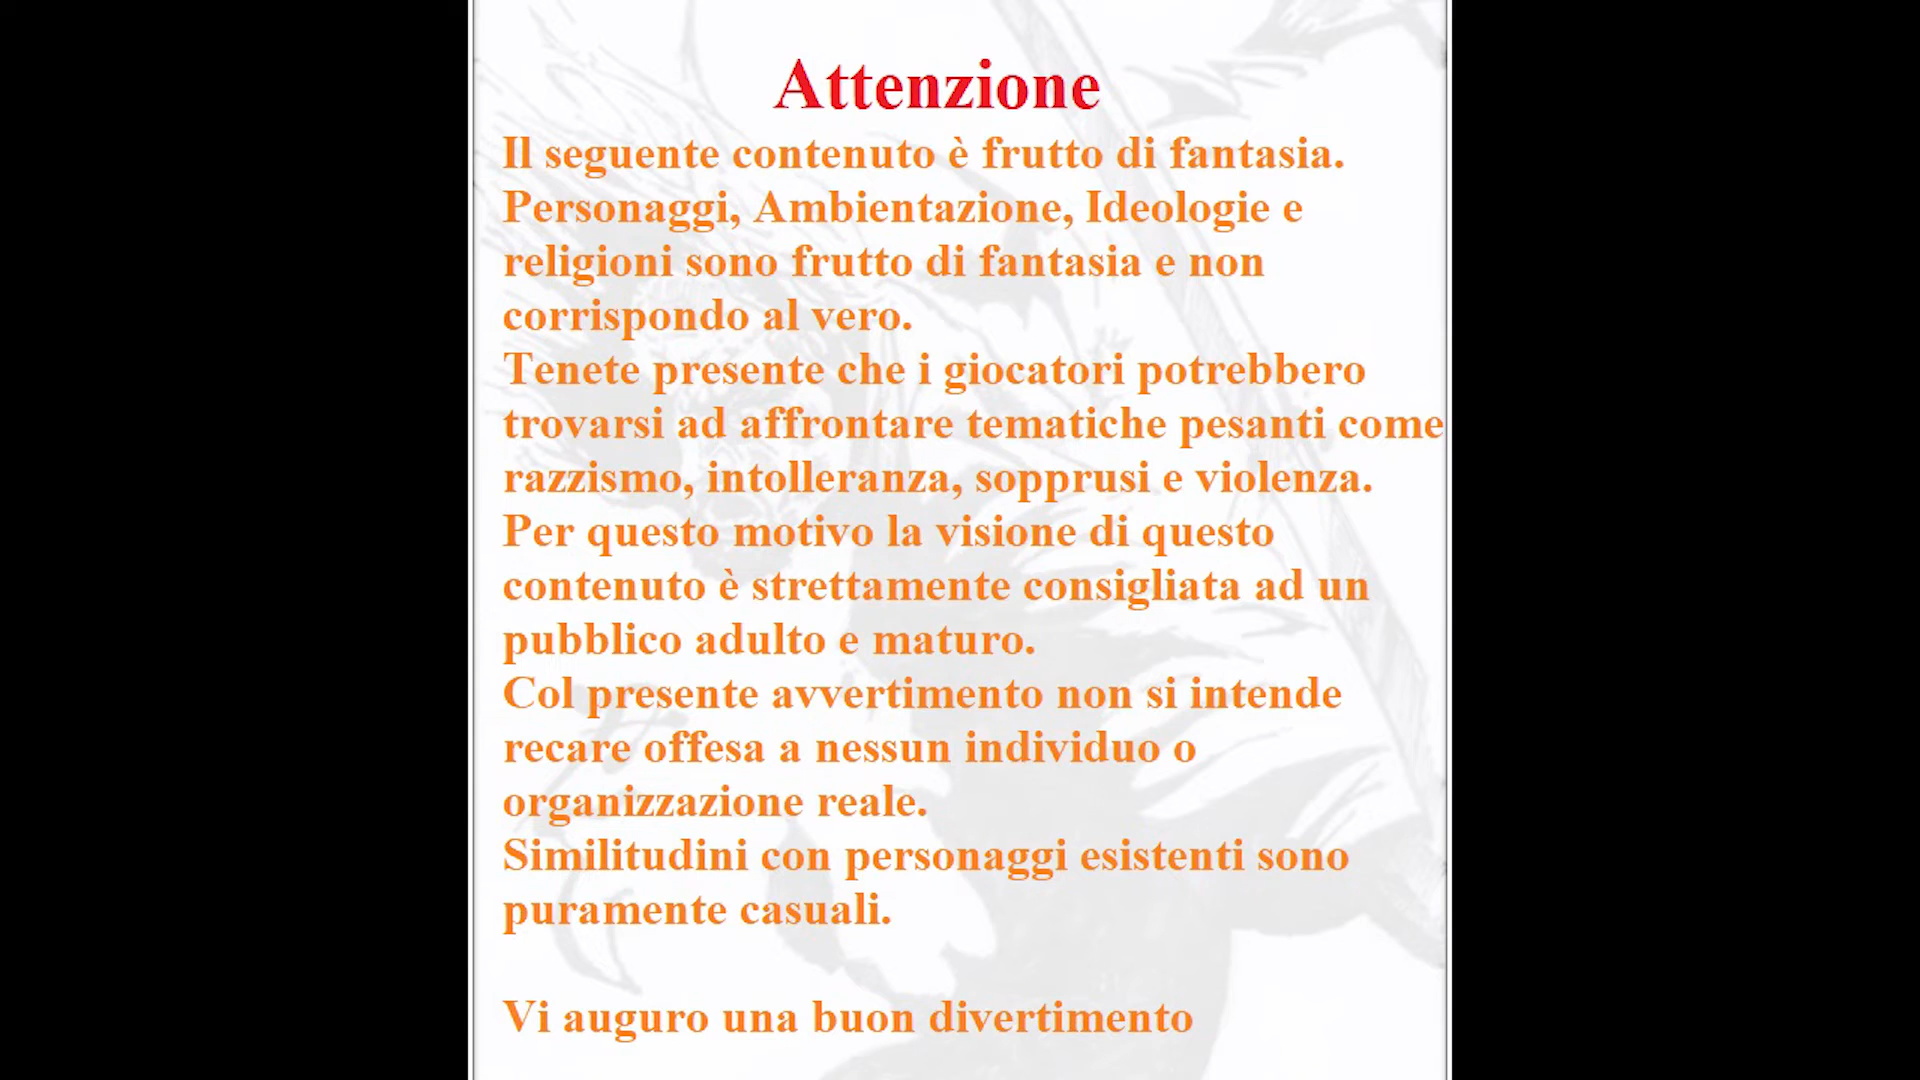 Attenzione
Il seguente contenuto è frutto di fantasia.
Personaggi, Ambientazione, Ideologie e
religioni sono frutto di fantasia e non
corrispondo al vero.
Tenete presente che i giocatori potrebbero
trovarsi ad affrontare tematiche pesanti come
razzismo, intolleranza, sopprusi e violenza.
Per questo motivo la visione di questo
contenuto è strettamente consigliata ad un
pubblico adulto e maturo.
Col presente avvertimento non si intende
recare offesa a nessun individuo o
organizzazione reale.
Similitudini con personaggi esistenti sono
puramente casuali.
Vi auguro una buon divertimento